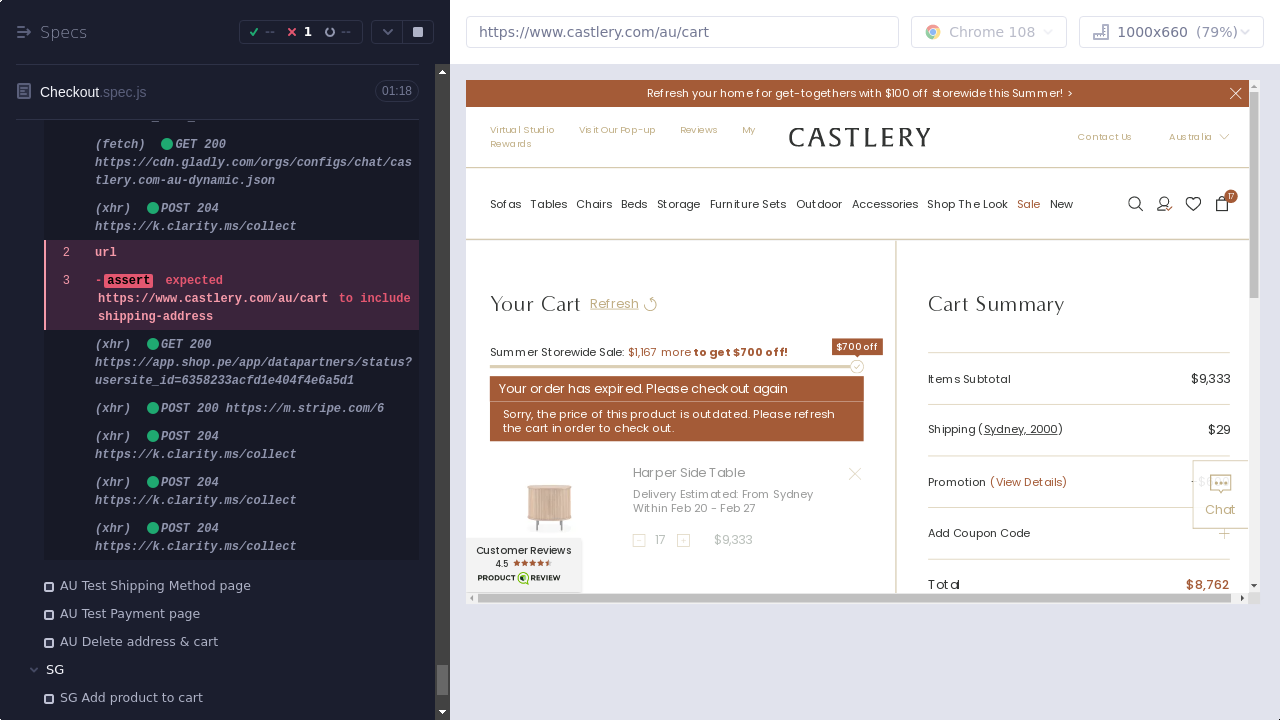 Specs
--
1
--
https://www.castlery.com/au/cart
Chrome 108
1000x660 (79%)
Checkout.spec.js
01:18
(fetch) GET 200
https://cdn.gladly.com/orgs/configs/chat/cas
tlery.com-au-dynamic.json
(xhr) POST 204
https://k.clarity.ms/collect
2 url
3 -assert expected
https://www.castlery.com/au/cart to include
shipping-address
(xhr) GET 200
https://app.shop.pe/app/datapartners/status?
usersite_id=6358233acfd1e404f4e6a5d1
(xhr) POST 200 https://m.stripe.com/6
(xhr) POST 204
https://k.clarity.ms/collect
(xhr) POST 204
https://k.clarity.ms/collect
(xhr) POST 204
https://k.clarity.ms/collect
AU Test Shipping Method page
AU Test Payment page
AU Delete address & cart
SG
SG Add product to cart
Refresh your home for get-togethers with $100 off storewide this Summer! >
Virtual Studio Visit Our Pop-up Reviews My
Rewards
CASTLERY
Contact Us
Australia
Sofas Tables Chairs Beds Storage Furniture Sets Outdoor Accessories Shop The Look Sale New
17
Your Cart Refresh
Summer Storewide Sale: $1,167 more to get $700 off!
$700 off
Your order has expired. Please check out again
Sorry, the price of this product is outdated. Please refresh
the cart in order to check out.
Harper Side Table
Delivery Estimated: From Sydney
Within Feb 20 - Feb 27
17
$9,333
Customer Reviews
4.5
PRODUCT REVIEW
Cart Summary
Items Subtotal $9,333
Shipping (Sydney, 2000) $29
Promotion (View Details)
Chat
Add Coupon Code +
Total $8,762